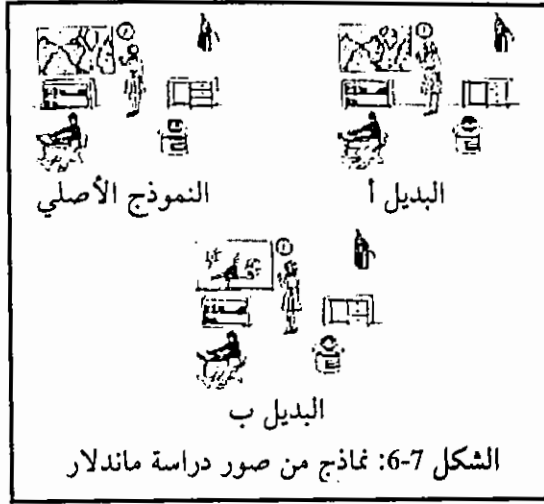 النموذج الأصلي
البديل أ
البديل ب
الشكل 7-6: نماذج من صور دراسة ماندلار